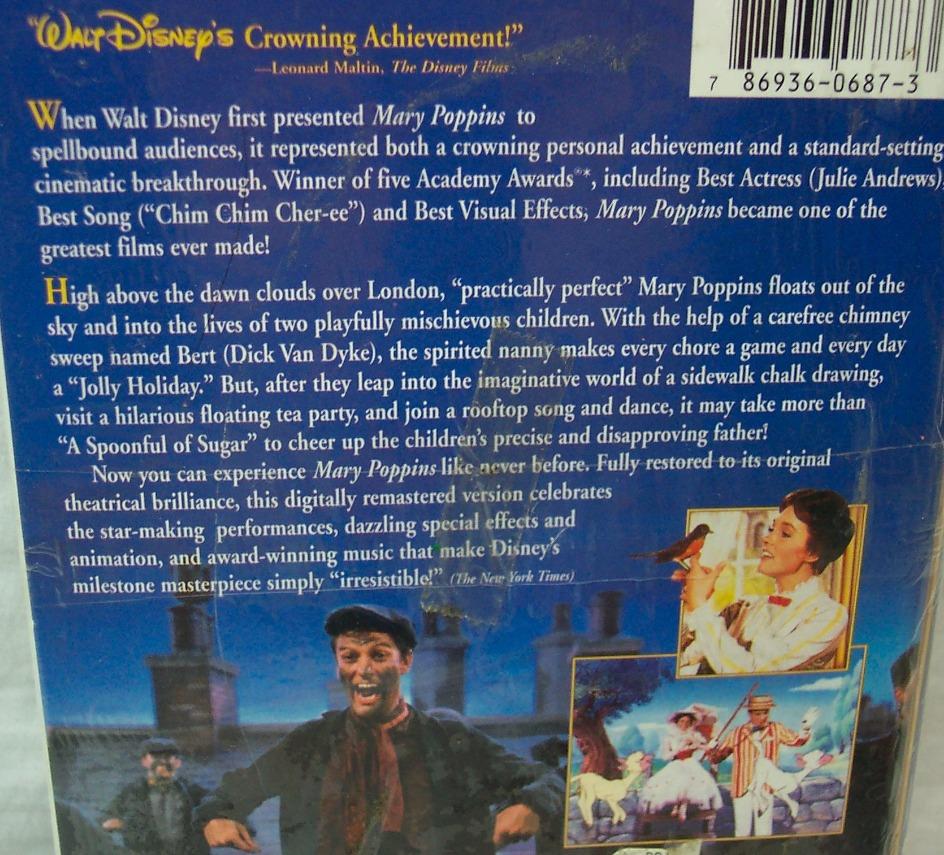 "WALT DISNEY'S Crowning Achievement!"
—Leonard Maltin, The Disney Films
7 86936-0687-3
When Walt Disney first presented Mary Poppins to
spellbound audiences, it represented both a crowning personal achievement and a standard-setting
cinematic breakthrough. Winner of five Academy Awards®*, including Best Actress (Julie Andrews),
Best Song ("Chim Chim Cher-ee") and Best Visual Effects, Mary Poppins became one of the
greatest films ever made!
High above the dawn clouds over London, "practically perfect" Mary Poppins floats out of the
sky and into the lives of two playfully mischievous children. With the help of a carefree chimney
sweep named Bert (Dick Van Dyke), the spirited nanny makes every chore a game and every day
a "Jolly Holiday." But, after they leap into the imaginative world of a sidewalk chalk drawing,
visit a hilarious floating tea party, and join a rooftop song and dance, it may take more than
"A Spoonful of Sugar" to cheer up the children's precise and disapproving father!
Now you can experience Mary Poppins like never before. Fully restored to its original
theatrical brilliance, this digitally remastered version celebrates
the star-making performances, dazzling special effects and
animation, and award-winning music that make Disney's
milestone masterpiece simply "irresistible!" (The New York Times)